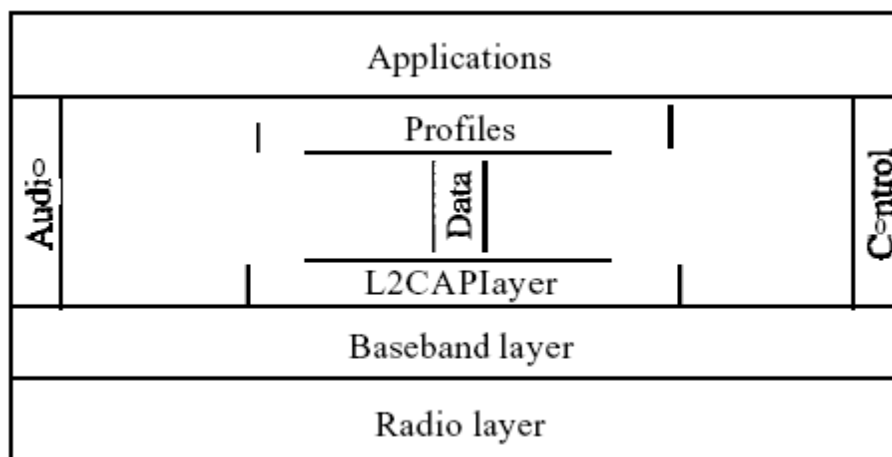 Applications
Profiles
Audio
Data
Control
L2CAPlayer
Baseband layer
Radio layer